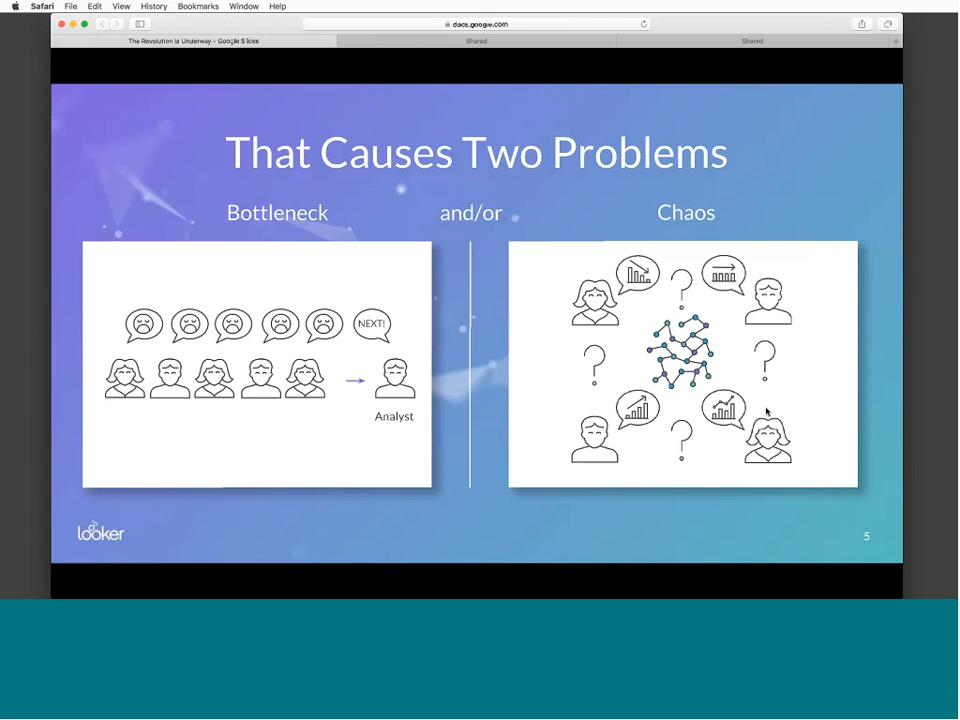 Safari File Edit View History Bookmarks Window Help
docs.google.com
The Revolution Is Underway - Google Slides
Shared
Shared
That Causes Two Problems
Bottleneck and/or Chaos
NEXT!
Analyst
looker
5